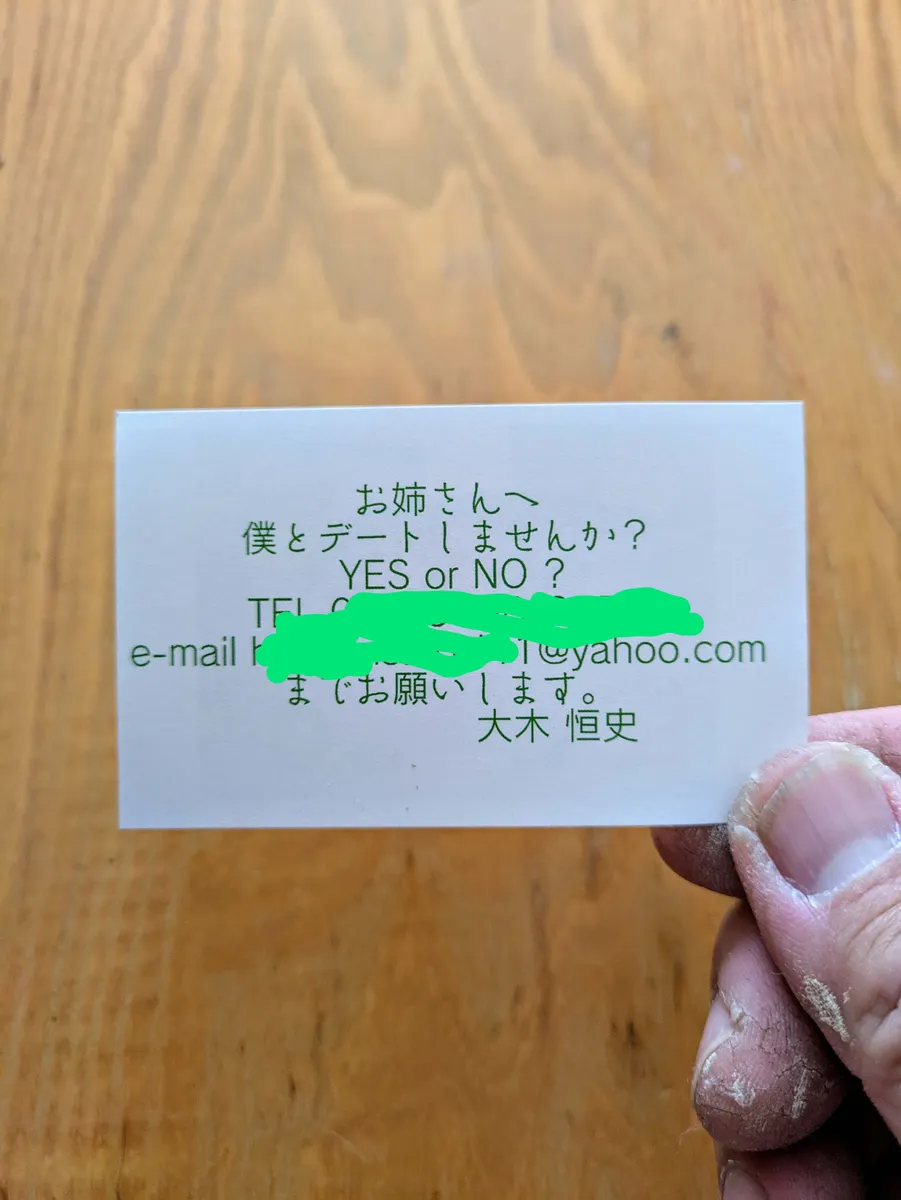 お姉さんへ
僕とデートしませんか?
YES or NO ?
TEL
e-mail @yahoo.com
までお願いします。
大木 恒史